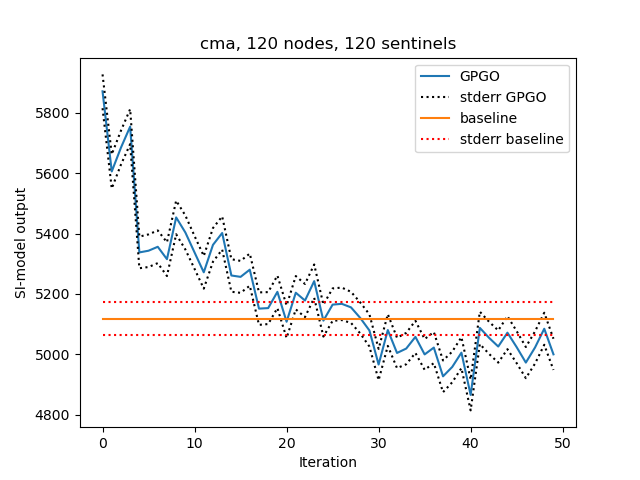 cma, 120 nodes, 120 sentinels
GPGO
stderr GPGO
baseline
stderr baseline
SI-model output
5800
5600
5400
5200
5000
4800
0 10 20 30 40 50
Iteration